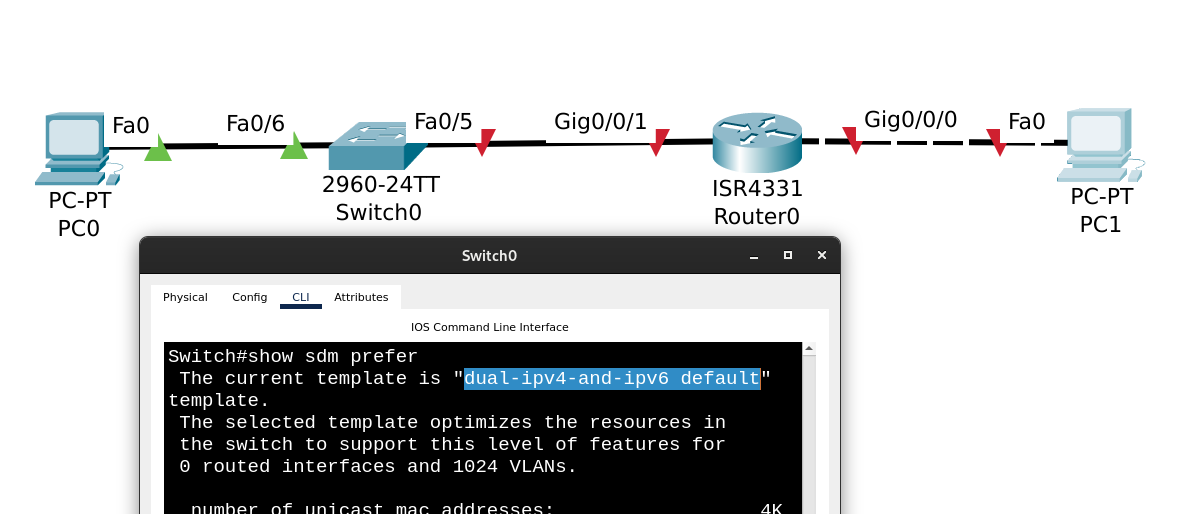 Fa0
Fa0/6
Fa0/5
Gig0/0/1
Gig0/0/0
Fa0
PC-PT
PC0
2960-24TT
Switch0
ISR4331
Router0
PC-PT
PC1
Switch0
Physical
Config
CLI
Attributes
IOS Command Line Interface
Switch#show sdm prefer
The current template is "dual-ipv4-and-ipv6 default"
template.
The selected template optimizes the resources in
the switch to support this level of features for
0 routed interfaces and 1024 VLANs.
number of unicast mac addresses: 4K